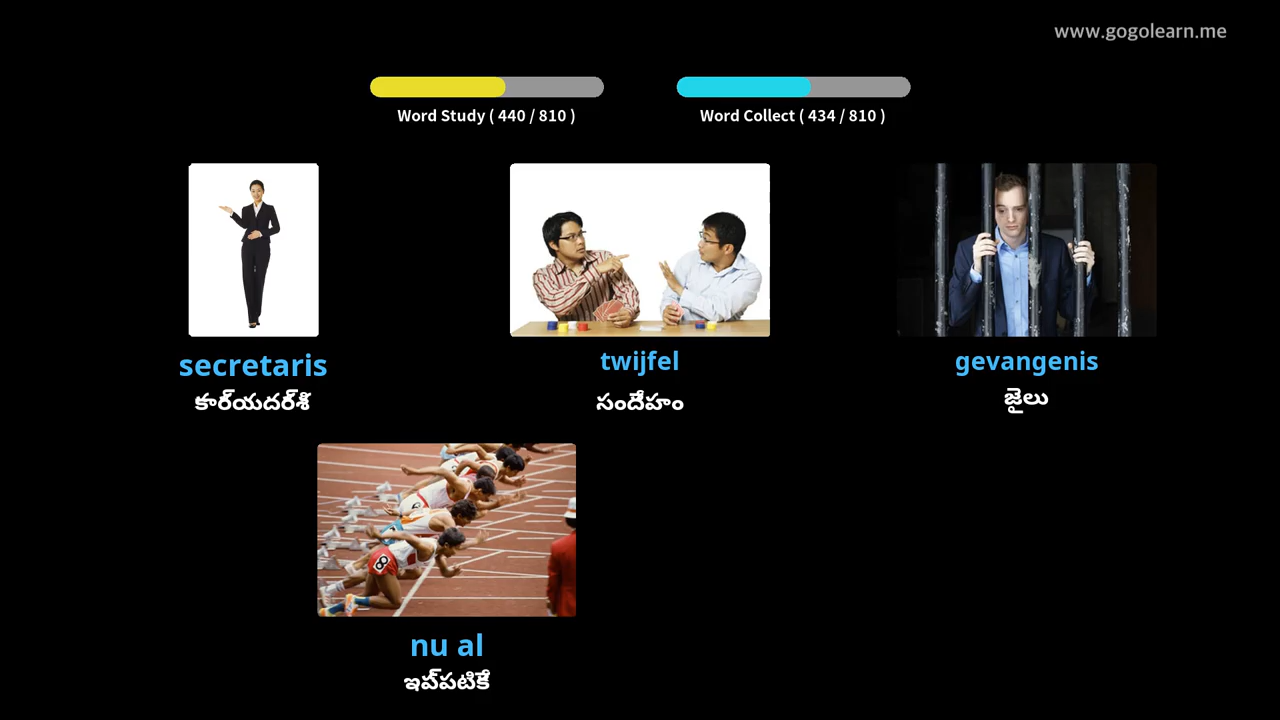 www.gogolearn.me
Word Study ( 440 / 810 )
Word Collect ( 434 / 810 )
secretaris
twijfel
gevangenis
కార్యదర్శి
సందేహం
జైలు
8
nu al
ఇప్పటికే